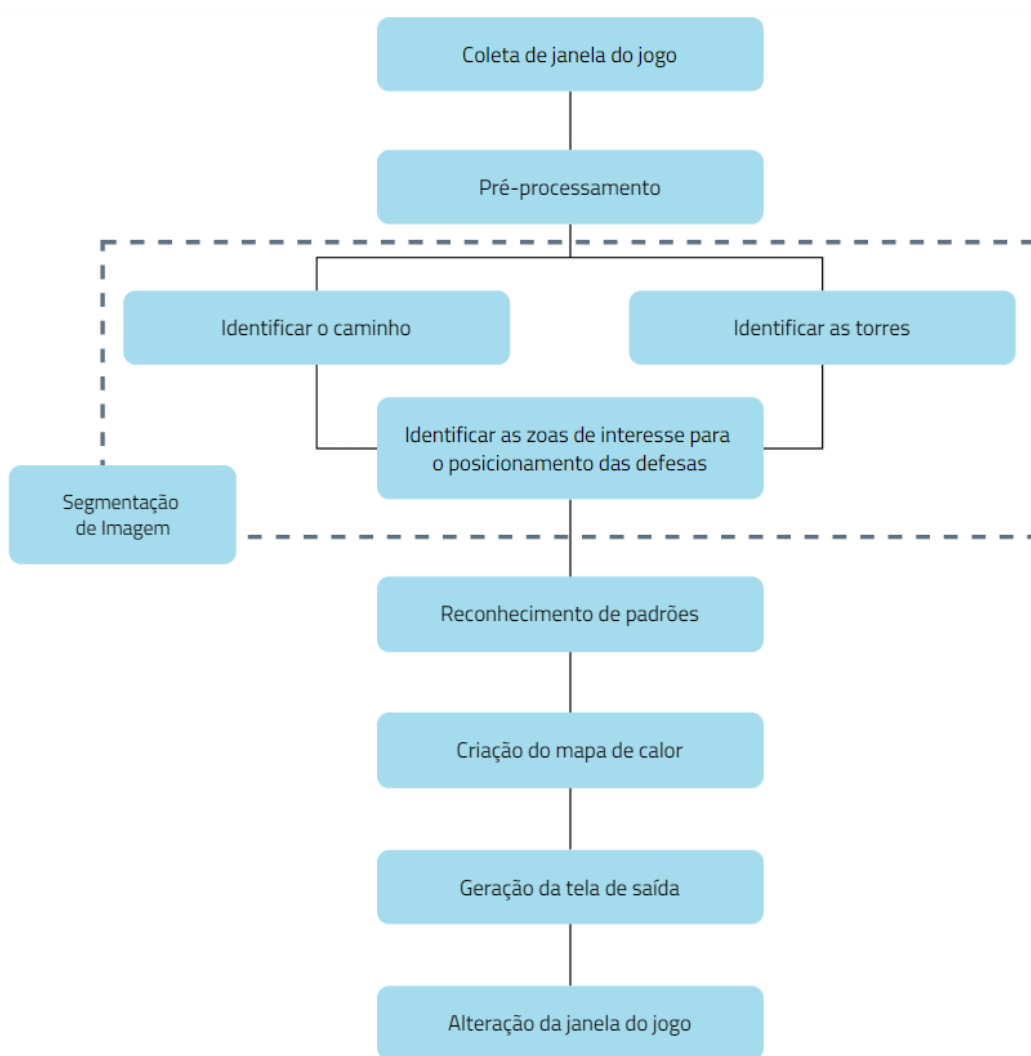 Coleta de janela do jogo
Pré-processamento
Identificar o caminho
Identificar as torres
Identificar as zoas de interesse para
o posicionamento das defesas
Segmentação
de Imagem
Reconhecimento de padrões
Criação do mapa de calor
Geração da tela de saída
Alteração da janela do jogo